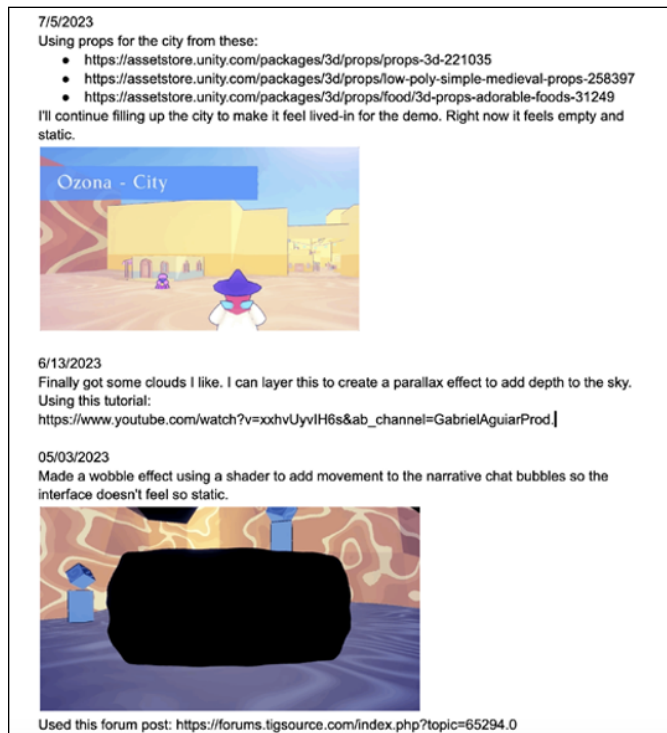 7/5/2023
Using props for the city from these:
● https://assetstore.unity.com/packages/3d/props/props-3d-221035
● https://assetstore.unity.com/packages/3d/props/low-poly-simple-medieval-props-258397
● https://assetstore.unity.com/packages/3d/props/food/3d-props-adorable-foods-31249
I'll continue filling up the city to make it feel lived-in for the demo. Right now it feels empty and
static.
Ozona - City
6/13/2023
Finally got some clouds I like. I can layer this to create a parallax effect to add depth to the sky.
Using this tutorial:
https://www.youtube.com/watch?v=xxhvUyvIH6s&ab_channel=GabrielAguiarProd.
05/03/2023
Made a wobble effect using a shader to add movement to the narrative chat bubbles so the
interface doesn't feel so static.
Used this forum post: https://forums.tigsource.com/index.php?topic=65294.0